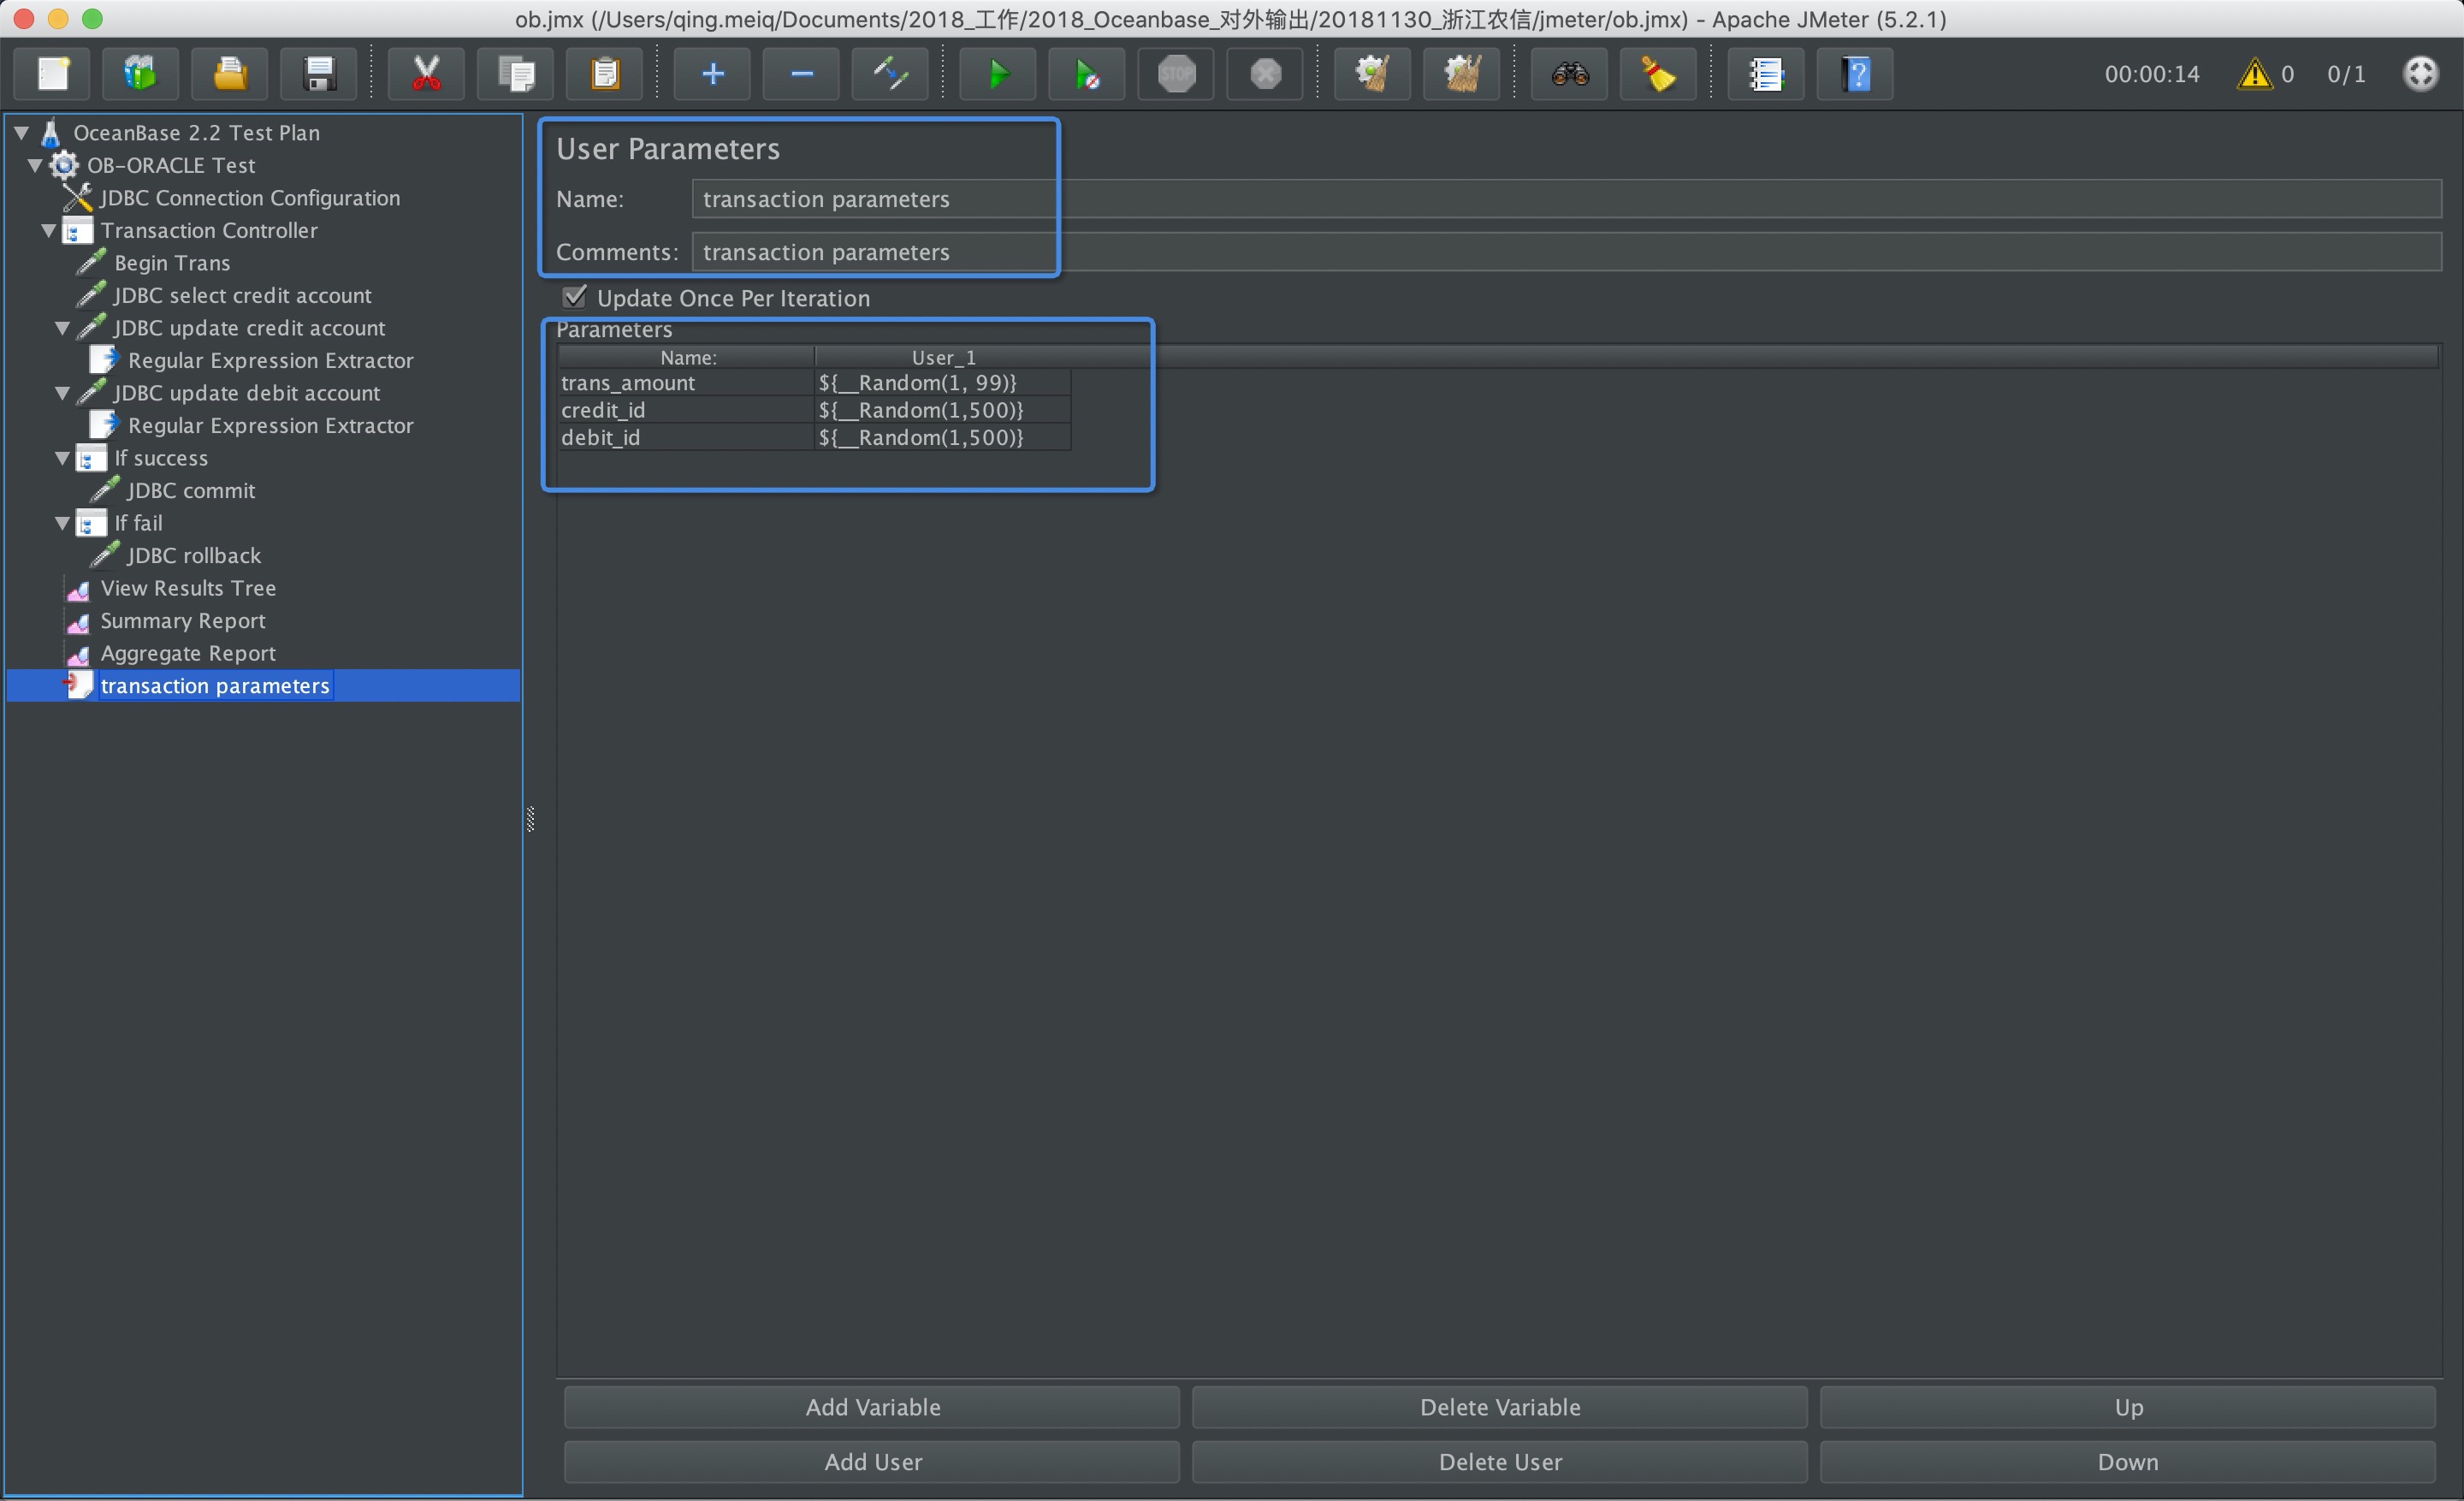 ob.jmx (/Users/qing.meiq/Documents/2018_工作/2018_Oceanbase_对外输出/20181130_浙江农信/jmeter/ob.jmx) - Apache JMeter (5.2.1)
STOP
00:00:14
0
0/1
OceanBase 2.2 Test Plan
OB-ORACLE Test
JDBC Connection Configuration
Transaction Controller
Begin Trans
JDBC select credit account
JDBC update credit account
Regular Expression Extractor
JDBC update debit account
Regular Expression Extractor
If success
JDBC commit
If fail
JDBC rollback
View Results Tree
Summary Report
Aggregate Report
transaction parameters
User Parameters
Name: transaction parameters
Comments: transaction parameters
Update Once Per Iteration
Parameters
Name: User_1
trans_amount ${__Random(1, 99)}
credit_id ${__Random(1,500)}
debit_id ${__Random(1,500)}
Add Variable Delete Variable Up
Add User Delete User Down